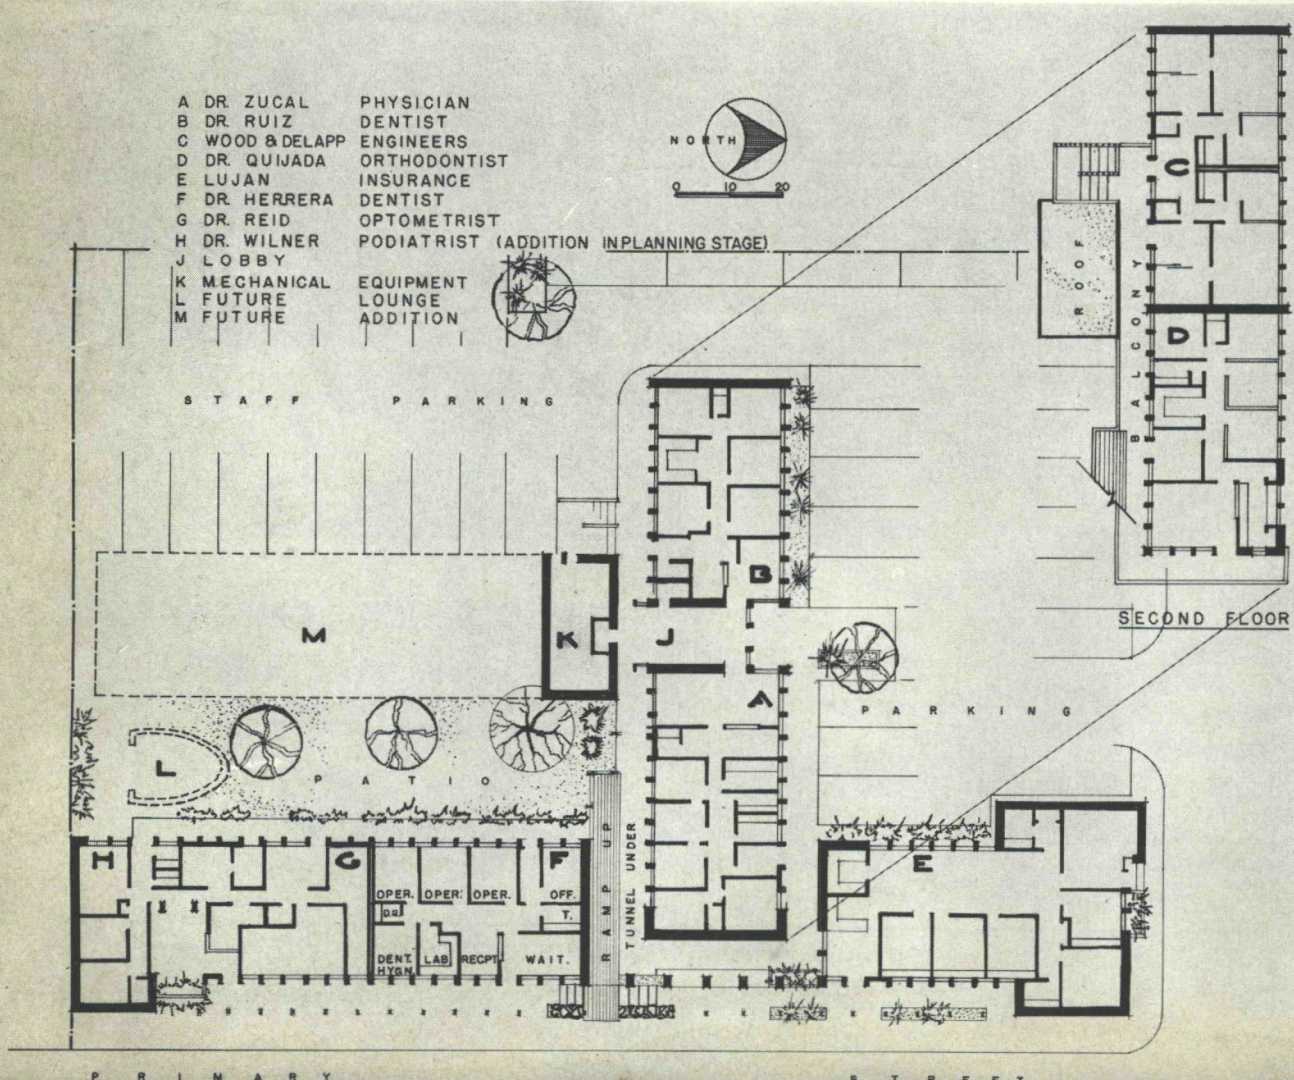 A DR. ZUCAL PHYSICIAN
B DR. RUIZ DENTIST
C WOOD & DELAPP ENGINEERS
D DR. QUIJADA ORTHODONTIST
E LUJAN INSURANCE
F DR. HERRERA DENTIST
G DR. REID OPTOMETRIST
H DR. WILNER PODIATRIST (ADDITION IN PLANNING STAGE)
J LOBBY
K MECHANICAL EQUIPMENT
L FUTURE LOUNGE
M FUTURE ADDITION
NORTH
0 10 20
C
ROOF
BALCONY
D
SECOND FLOOR
STAFF PARKING
B
M
K
J
A
PARKING
L
PATIO
H
G
F
E
OPER.
OPER.
OPER.
OFF.
D.R.
T.
DENT. HYGN.
LAB.
RECPT.
WAIT.
RAMP UP
TUNNEL UNDER
PRIMARY STREET